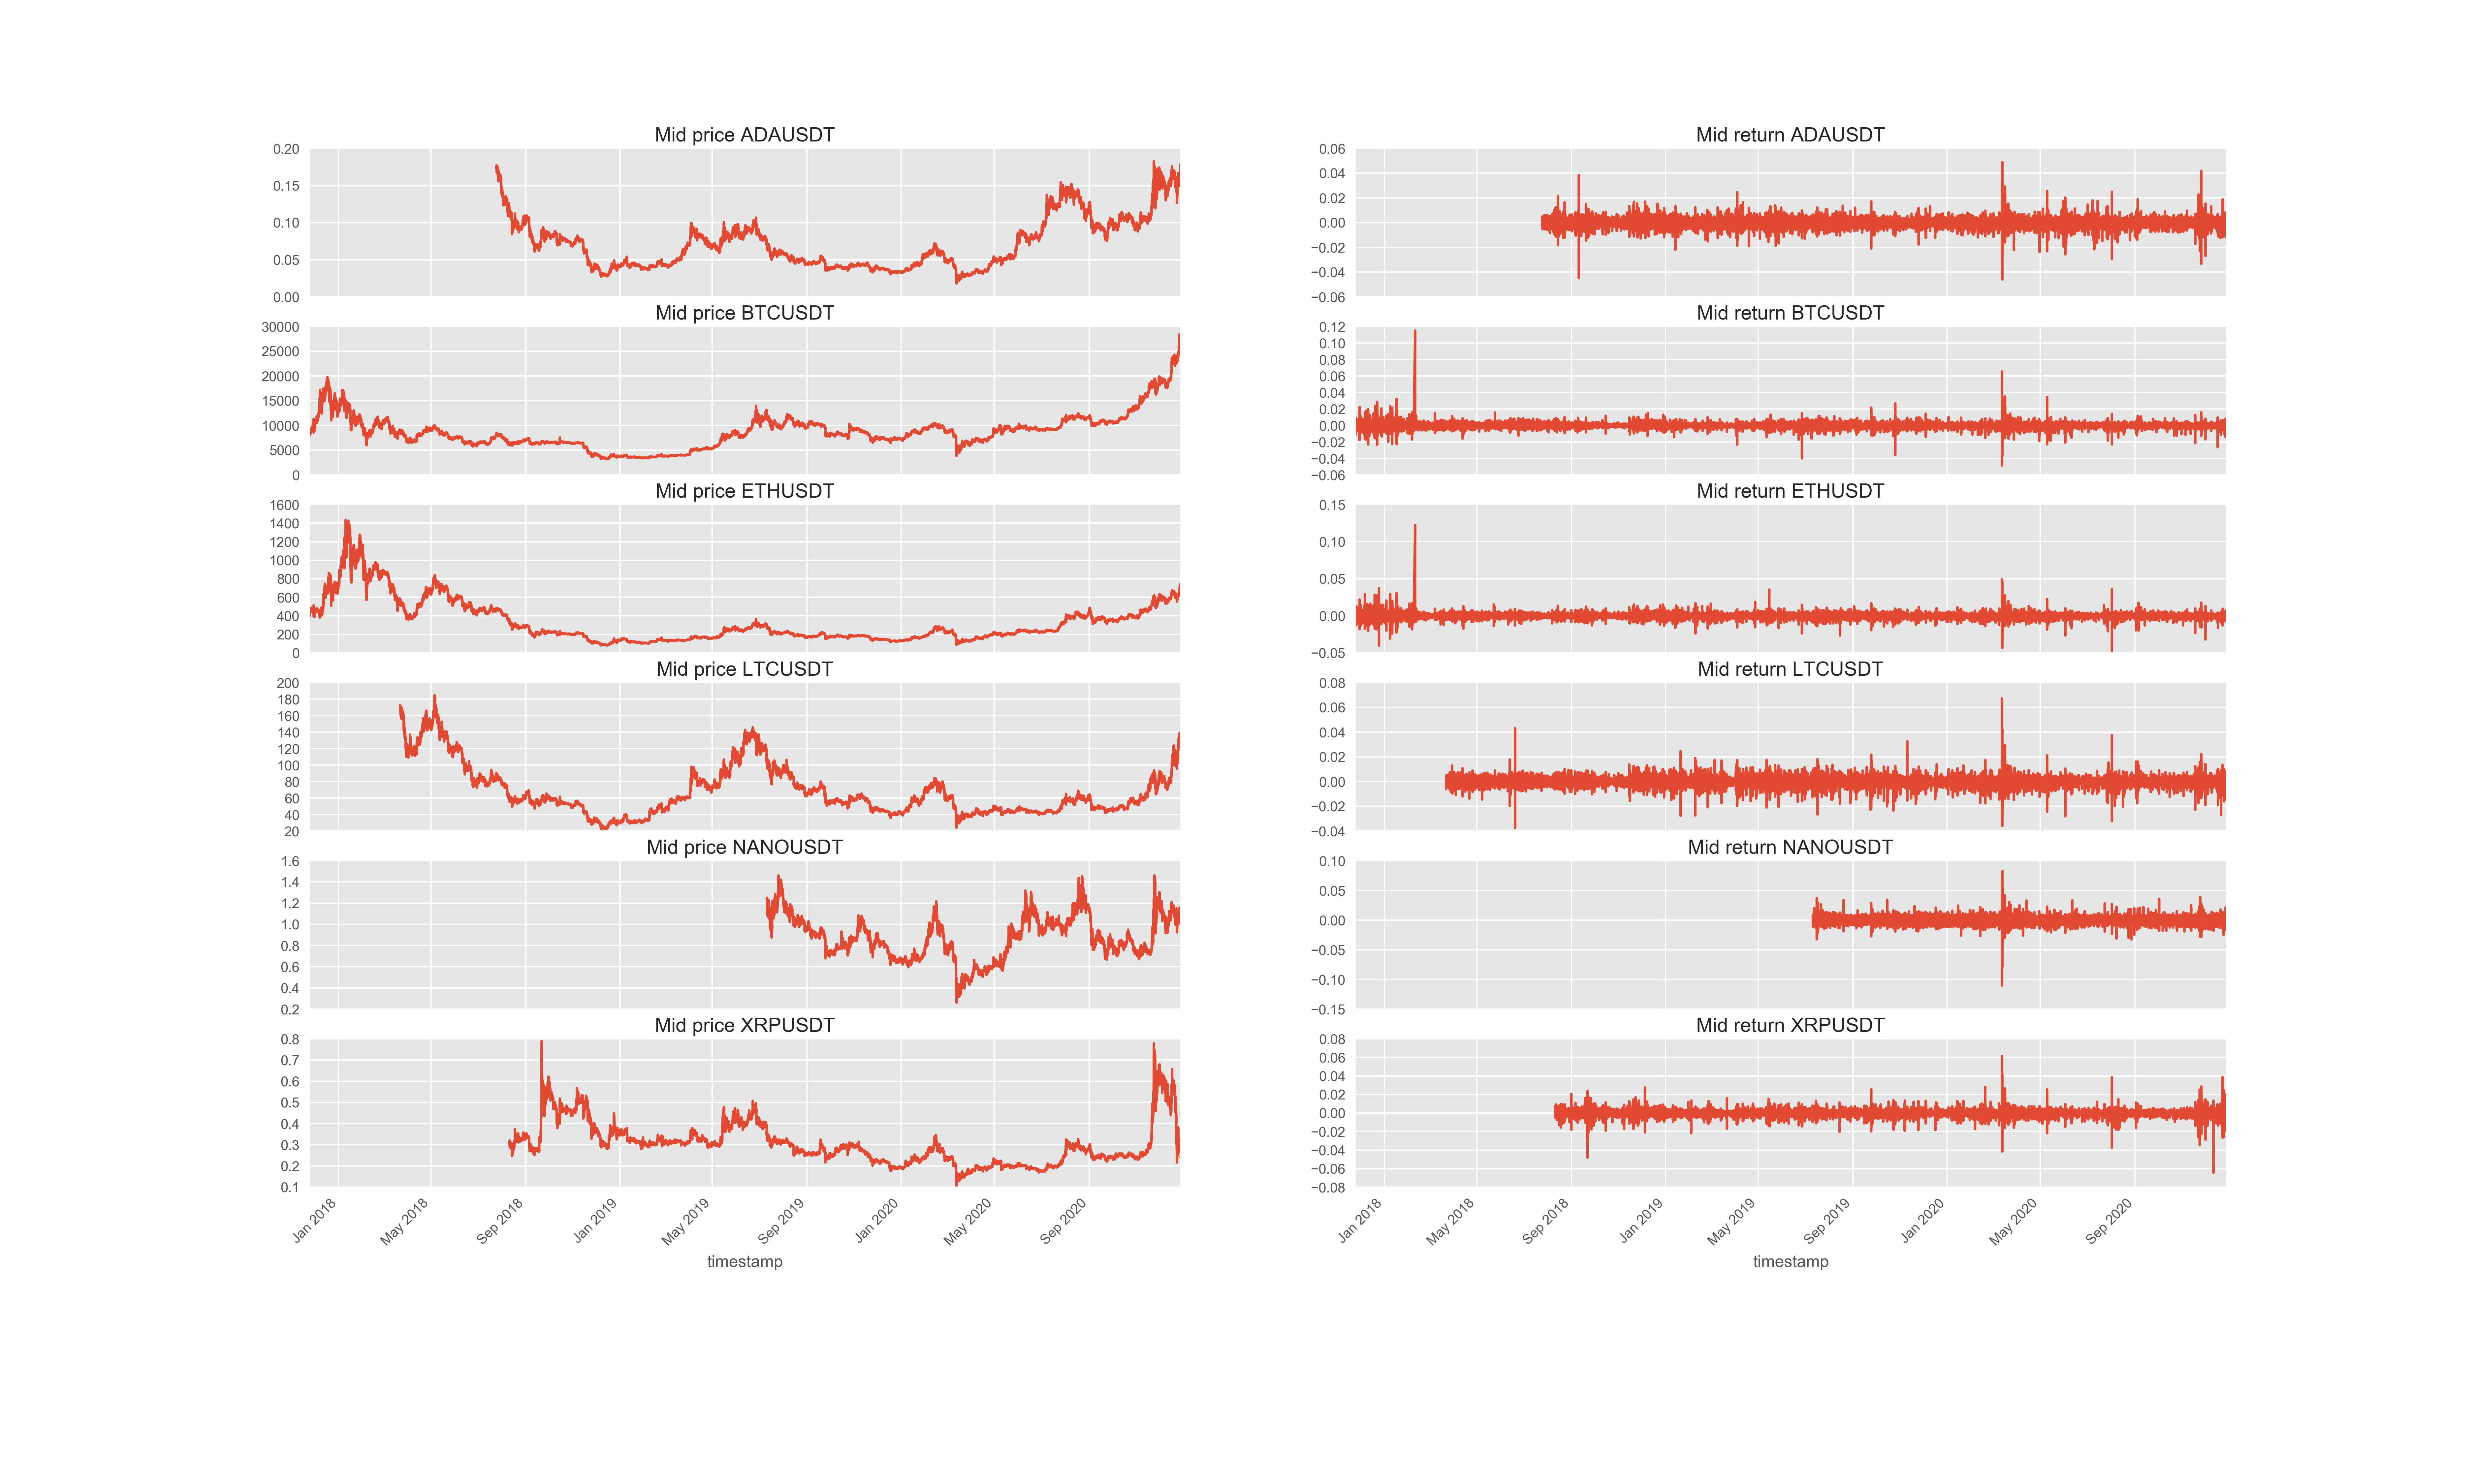 Mid price ADAUSDT
0.20
0.15
0.10
0.05
0.00
Mid price BTCUSDT
30000
25000
20000
15000
10000
5000
0
Mid price ETHUSDT
1600
1400
1200
1000
800
600
400
200
0
Mid price LTCUSDT
200
180
160
140
120
100
80
60
40
20
Mid price NANOUSDT
1.6
1.4
1.2
1.0
0.8
0.6
0.4
0.2
Mid price XRPUSDT
0.8
0.7
0.6
0.5
0.4
0.3
0.2
0.1
Jan 2018
May 2018
Sep 2018
Jan 2019
May 2019
Sep 2019
Jan 2020
May 2020
Sep 2020
timestamp
Mid return ADAUSDT
0.06
0.04
0.02
0.00
−0.02
−0.04
−0.06
Mid return BTCUSDT
0.12
0.10
0.08
0.06
0.04
0.02
0.00
−0.02
−0.04
−0.06
Mid return ETHUSDT
0.15
0.10
0.05
0.00
−0.05
Mid return LTCUSDT
0.08
0.06
0.04
0.02
0.00
−0.02
−0.04
Mid return NANOUSDT
0.10
0.05
0.00
−0.05
−0.10
−0.15
Mid return XRPUSDT
0.08
0.06
0.04
0.02
0.00
−0.02
−0.04
−0.06
−0.08
Jan 2018
May 2018
Sep 2018
Jan 2019
May 2019
Sep 2019
Jan 2020
May 2020
Sep 2020
timestamp